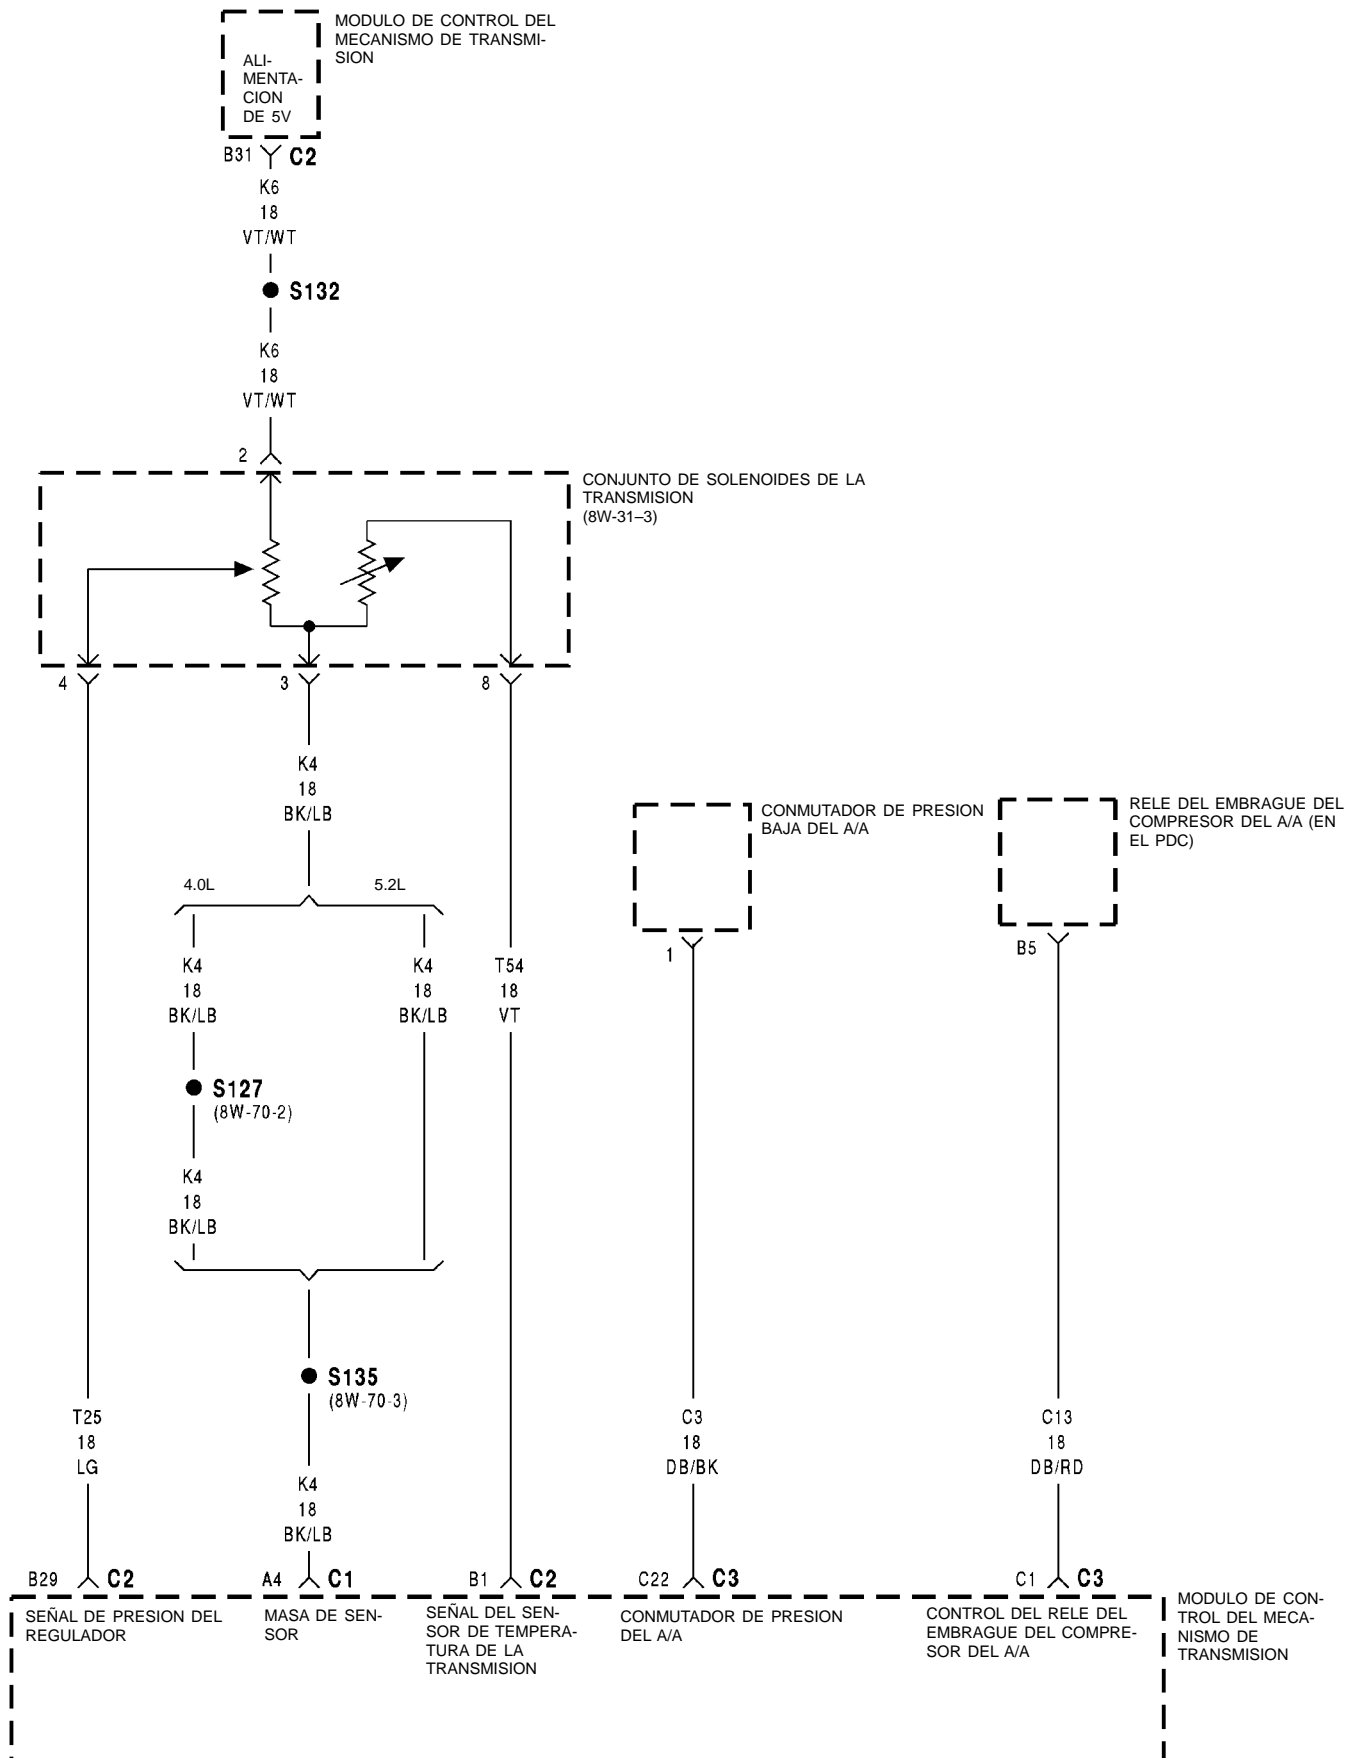 MODULO DE CONTROL DEL
MECANISMO DE TRANSMI-
SION
ALI-
MENTA-
CION
DE 5V
B31 C2
K6
18
VT/WT
S132
K6
18
VT/WT
2
CONJUNTO DE SOLENOIDES DE LA
TRANSMISION
(8W-31–3)
4 3 8
K4
18
BK/LB
CONMUTADOR DE PRESION
BAJA DEL A/A
RELE DEL EMBRAGUE DEL
COMPRESOR DEL A/A (EN
EL PDC)
4.0L 5.2L
1 B5
K4 K4 T54
18 18 18
BK/LB BK/LB VT
S127
(8W-70-2)
K4
18
BK/LB
S135
(8W-70-3)
T25 C3 C13
18 18 18
LG DB/BK DB/RD
K4
18
BK/LB
B29 C2 A4 C1 B1 C2 C22 C3 C1 C3
SEÑAL DE PRESION DEL
REGULADOR
MASA DE SEN-
SOR
SEÑAL DEL SEN-
SOR DE TEMPERA-
TURA DE LA
TRANSMISION
CONMUTADOR DE PRESION
DEL A/A
CONTROL DEL RELE DEL
EMBRAGUE DEL COMPRE-
SOR DEL A/A
MODULO DE CON-
TROL DEL MECA-
NISMO DE
TRANSMISION